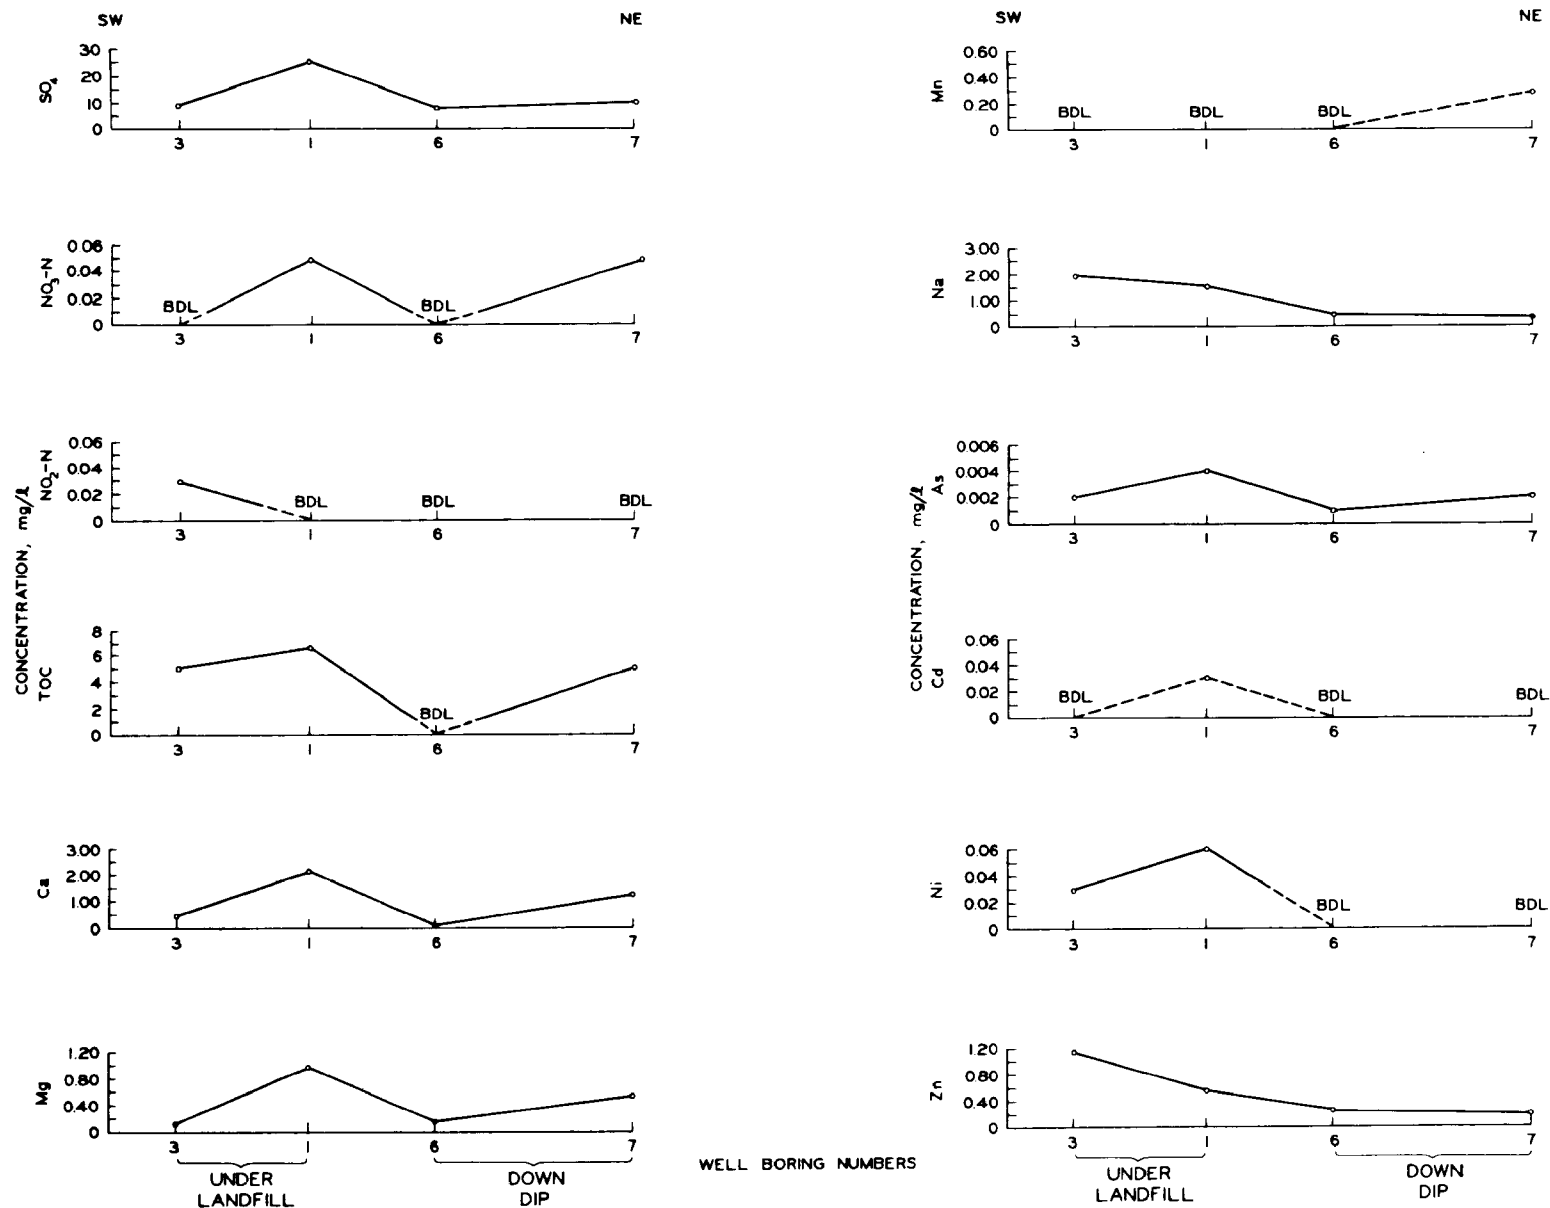 SW NE
SO4
30
20
10
0
3 1 6 7
NO3-N
0.06
0.04
0.02
0
BDL BDL
3 1 6 7
NO2-N
0.06
0.04
0.02
0
BDL BDL BDL
3 1 6 7
CONCENTRATION, mg/l
TOC
8
6
4
2
0
BDL
3 1 6 7
Ca
3.00
2.00
1.00
0
3 1 6 7
Mg
1.20
0.80
0.40
0
3 1 6 7
UNDER
LANDFILL
DOWN
DIP
WELL BORING NUMBERS
SW NE
Mn
0.60
0.40
0.20
0
BDL BDL BDL
3 1 6 7
Na
3.00
2.00
1.00
0
3 1 6 7
As
0.006
0.004
0.002
0
3 1 6 7
CONCENTRATION, mg/l
Cd
0.06
0.04
0.02
0
BDL BDL BDL
3 1 6 7
Ni
0.06
0.04
0.02
0
BDL BDL
3 1 6 7
Zn
1.20
0.80
0.40
0
3 1 6 7
UNDER
LANDFILL
DOWN
DIP